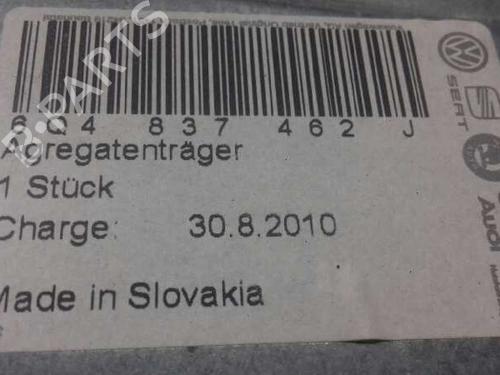 6Q4 837 462 J
Agregatenträger
1 Stück
Charge: 30.8.2010
Made in Slovakia
SEAT
Audi
B-PARTS